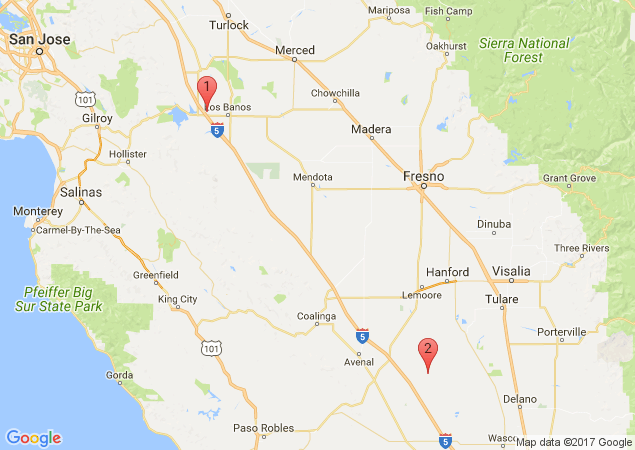 Mariposa
Fish Camp
Turlock
San Jose
Merced
Oakhurst
Sierra National
Forest
1
Chowchilla
101
Los Banos
Gilroy
5
Madera
Hollister
Mendota
Fresno
Grant Grove
Salinas
Monterey
Dinuba
Carmel-By-The-Sea
Three Rivers
Greenfield
Hanford
Visalia
Pfeiffer Big
Sur State Park
Lemoore
King City
Tulare
Coalinga
5
Porterville
101
2
Avenal
Gorda
Delano
Paso Robles
5
Wasco
Google
Map data ©2017 Google